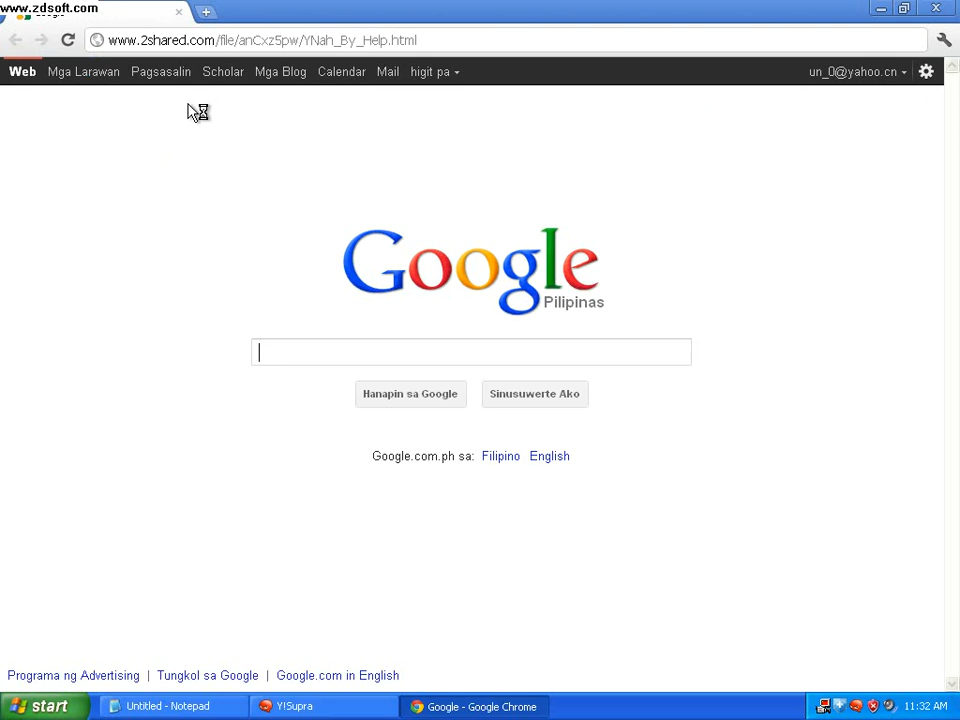 www.zdsoft.com
www.2shared.com/file/anCxz5pw/YNah_By_Help.html
Web Mga Larawan Pagsasalin Scholar Mga Blog Calendar Mail higit pa un_0@yahoo.cn
Google
Pilipinas
Hanapin sa Google Sinusuwerte Ako
Google.com.ph sa: Filipino English
Programa ng Advertising | Tungkol sa Google | Google.com in English
start Untitled - Notepad Y!Supra Google - Google Chrome 11:32 AM